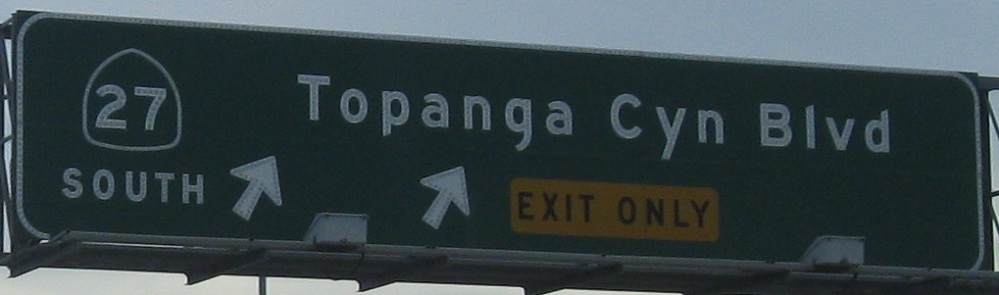 27 Topanga Cyn Blvd
SOUTH EXIT ONLY